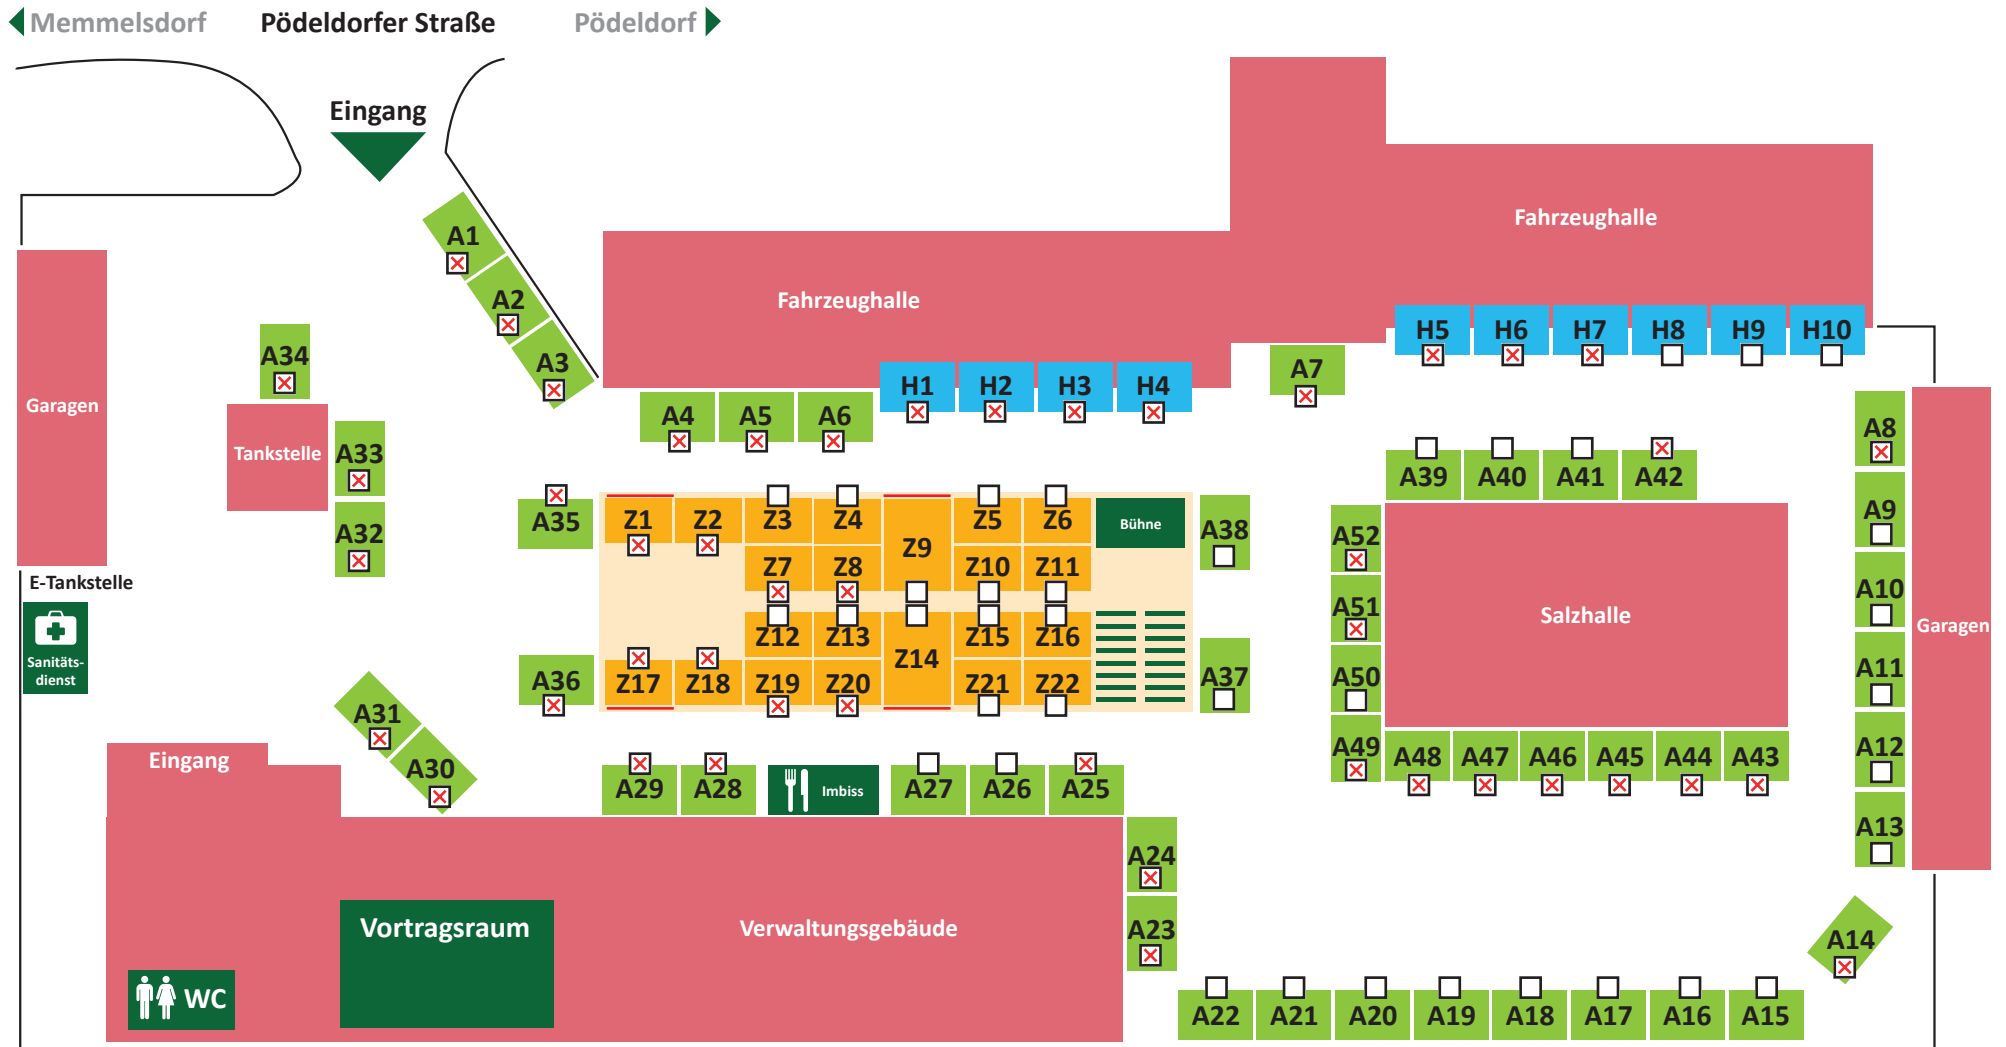 Memmelsdorf Pödeldorfer Straße Pödeldorf
Eingang
A1
A2
A3
Fahrzeughalle
Fahrzeughalle
Garagen
A34
Tankstelle
A33
A32
A4 A5 A6
H1 H2 H3 H4
A7
H5 H6 H7 H8 H9 H10
A8
A9
A10
A11
A12
A13
Garagen
A39 A40 A41 A42
A35
Z1 Z2 Z3 Z4 Z5 Z6
Bühne
A38
Z7 Z8 Z9 Z10 Z11
Z12 Z13 Z14 Z15 Z16
Z17 Z18 Z19 Z20 Z21 Z22
A36
A37
A52
A51
A50
A49
Salzhalle
A48 A47 A46 A45 A44 A43
E-Tankstelle
Sanitäts-
dienst
A31
A30
Eingang
A29 A28
Imbiss
A27 A26 A25
A24
A23
Vortragsraum
Verwaltungsgebäude
WC
A14
A22 A21 A20 A19 A18 A17 A16 A15